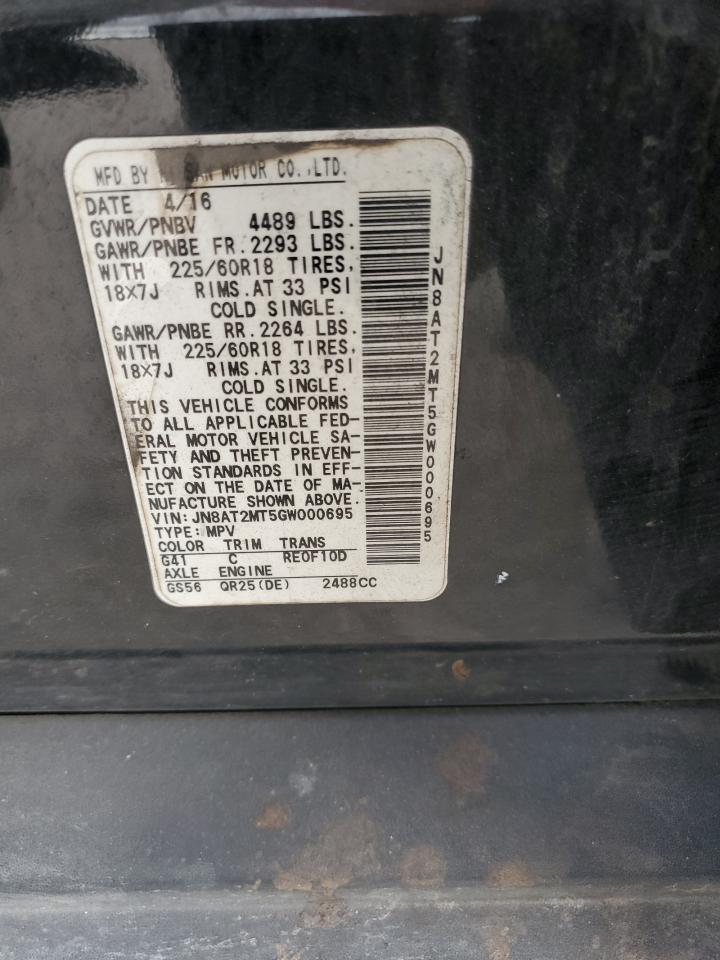 MFD BY SAN MOTOR CO.,LTD.
DATE 4/16
GVWR/PNBV 4489 LBS.
GAWR/PNBE FR.2293 LBS.
WITH 225/60R18 TIRES,
18X7J RIMS.AT 33 PSI
COLD SINGLE.
GAWR/PNBE RR.2264 LBS.
WITH 225/60R18 TIRES,
18X7J RIMS.AT 33 PSI
COLD SINGLE.
THIS VEHICLE CONFORMS
TO ALL APPLICABLE FED-
ERAL MOTOR VEHICLE SA-
FETY AND THEFT PREVEN-
TION STANDARDS IN EFF-
ECT ON THE DATE OF MA-
NUFACTURE SHOWN ABOVE.
VIN:JN8AT2MT5GW000695
TYPE:MPV
COLOR TRIM TRANS
G41 C RE0F10D
AXLE ENGINE
GS56 QR25(DE) 2488CC
JN8AT2MT5GW000695